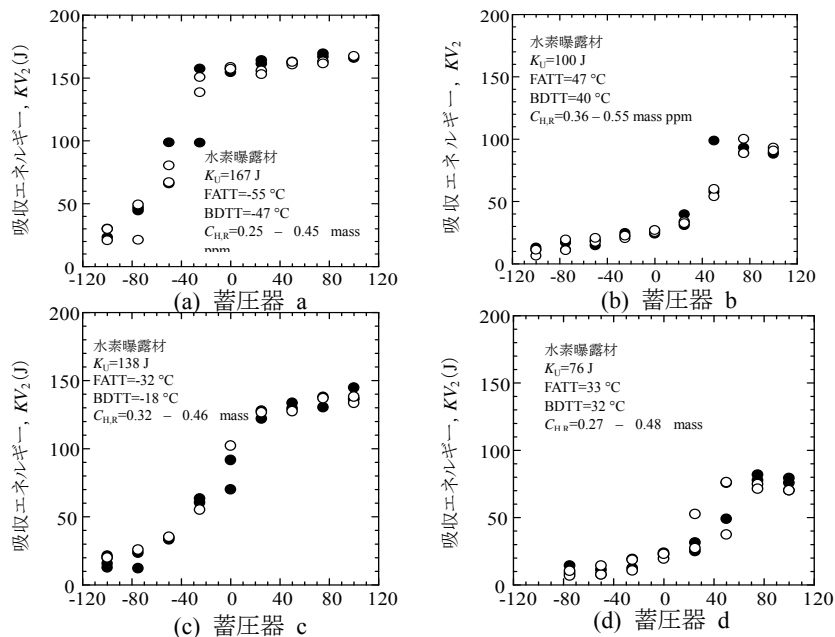 吸収エネルギー, KV2(J)
200
150
100
50
0
水素曝露材
KU=167 J
FATT=-55 °C
BDTT=-47 °C
CH,R=0.25 – 0.45 mass
ppm
-120 -80 -40 0 40 80 120
(a) 蓄圧器 a
吸収エネルギー, KV2
200
150
100
50
0
水素曝露材
KU=100 J
FATT=47 °C
BDTT=40 °C
CH,R=0.36 – 0.55 mass ppm
-120 -80 -40 0 40 80 120
(b) 蓄圧器 b
吸収エネルギー, KV2(J)
200
150
100
50
0
水素曝露材
KU=138 J
FATT=-32 °C
BDTT=-18 °C
CH,R=0.32 – 0.46 mass
-120 -80 -40 0 40 80 120
(c) 蓄圧器 c
吸収エネルギー, KV2(J)
200
150
100
50
0
水素曝露材
KU=76 J
FATT=33 °C
BDTT=32 °C
CH,R=0.27 – 0.48 mass
-120 -80 -40 0 40 80 120
(d) 蓄圧器 d